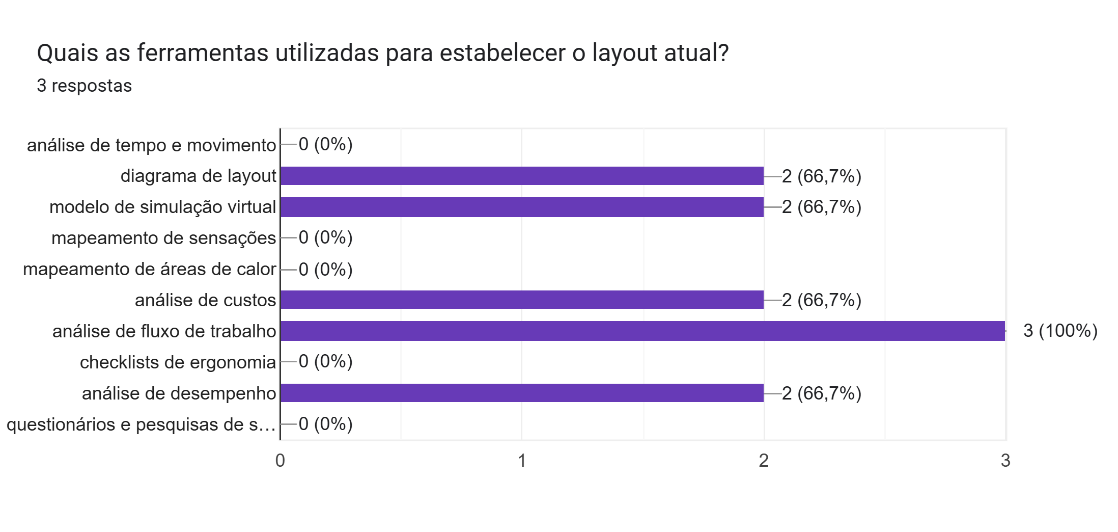 Quais as ferramentas utilizadas para estabelecer o layout atual?
3 respostas
análise de tempo e movimento 0 (0%)
diagrama de layout 2 (66,7%)
modelo de simulação virtual 2 (66,7%)
mapeamento de sensações 0 (0%)
mapeamento de áreas de calor 0 (0%)
análise de custos 2 (66,7%)
análise de fluxo de trabalho 3 (100%)
checklists de ergonomia 0 (0%)
análise de desempenho 2 (66,7%)
questionários e pesquisas de s… 0 (0%)
0 1 2 3